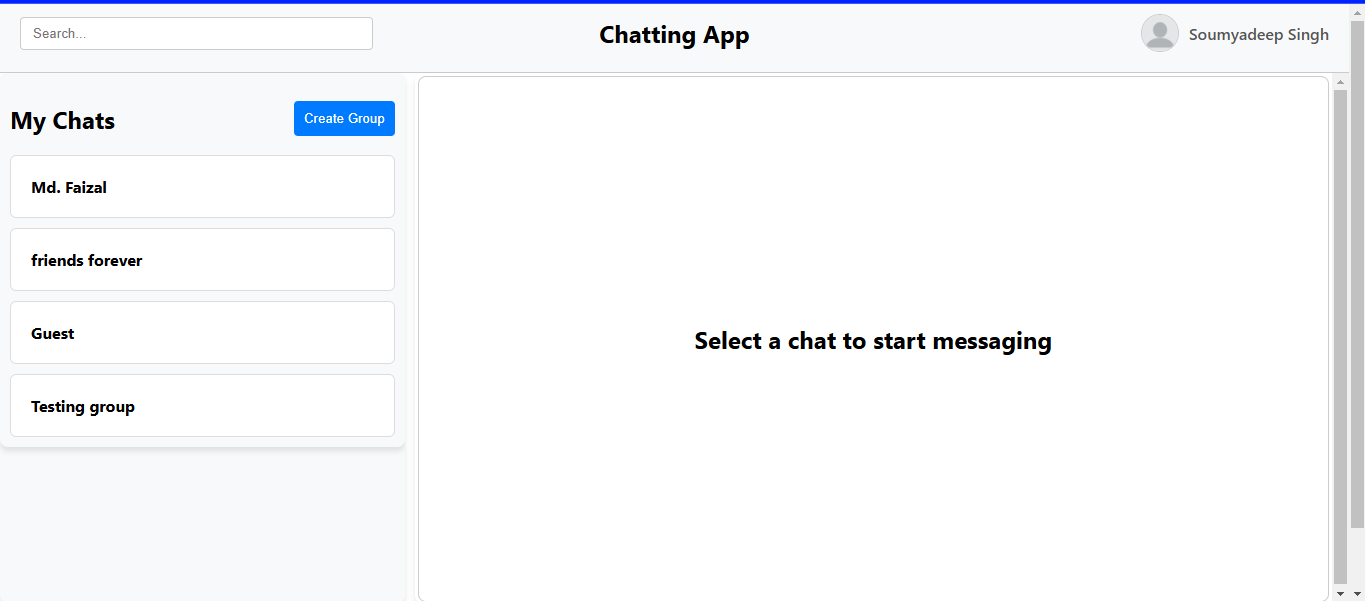 Search...
Chatting App
Soumyadeep Singh
My Chats
Create Group
Md. Faizal
friends forever
Guest
Testing group
Select a chat to start messaging